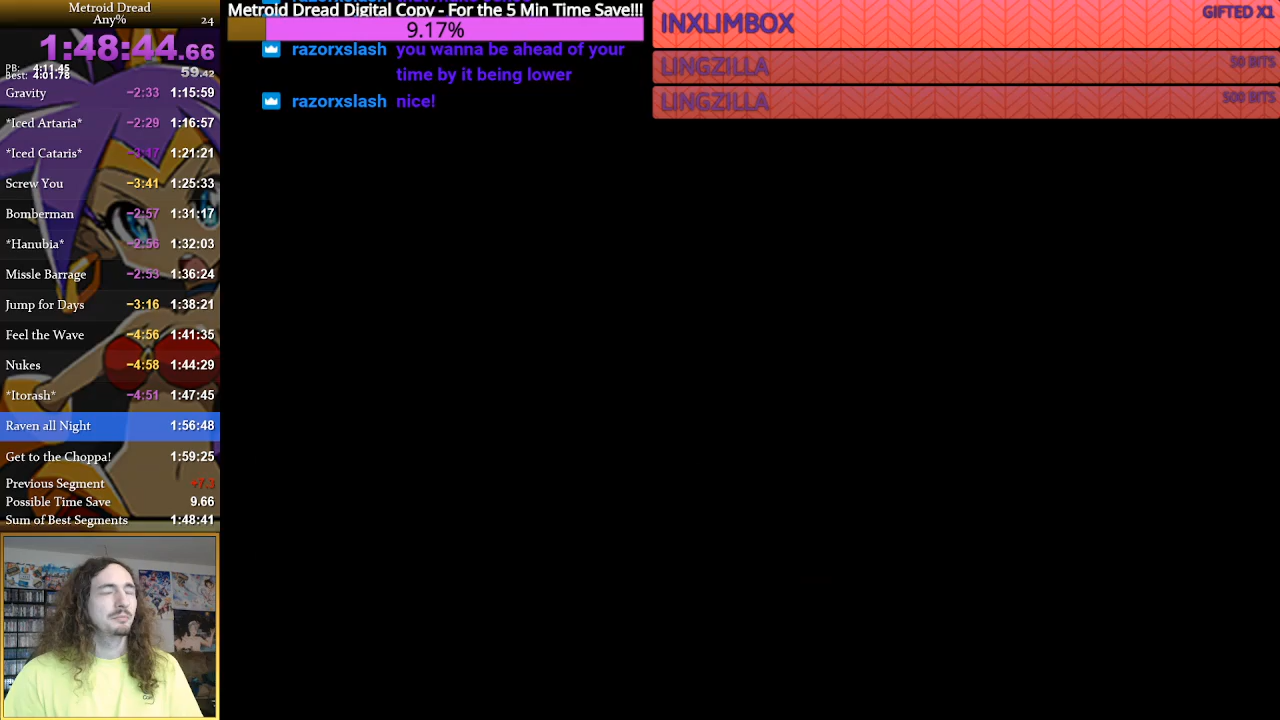 Metroid Dread
Any%
24
1:48:44.66
PB: 4:11.45
Best: 4:01.78
59.42
Gravity −2:33 1:15:59
*Iced Artaria* −2:29 1:16:57
*Iced Cataris* −3:17 1:21:21
Screw You −3:41 1:25:33
Bomberman −2:57 1:31:17
*Hanubia* −2:56 1:32:03
Missle Barrage −2:53 1:36:24
Jump for Days −3:16 1:38:21
Feel the Wave −4:56 1:41:35
Nukes −4:58 1:44:29
*Itorash* −4:51 1:47:45
Raven all Night 1:56:48
Get to the Choppa! 1:59:25
Previous Segment +7.3
Possible Time Save 9.66
Sum of Best Segments 1:48:41
Metroid Dread Digital Copy - For the 5 Min Time Save!!!
9.17%
razorxslash you wanna be ahead of your
time by it being lower
razorxslash nice!
INXLIMBOX GIFTED X1
LINGZILLA 50 BITS
LINGZILLA 500 BITS